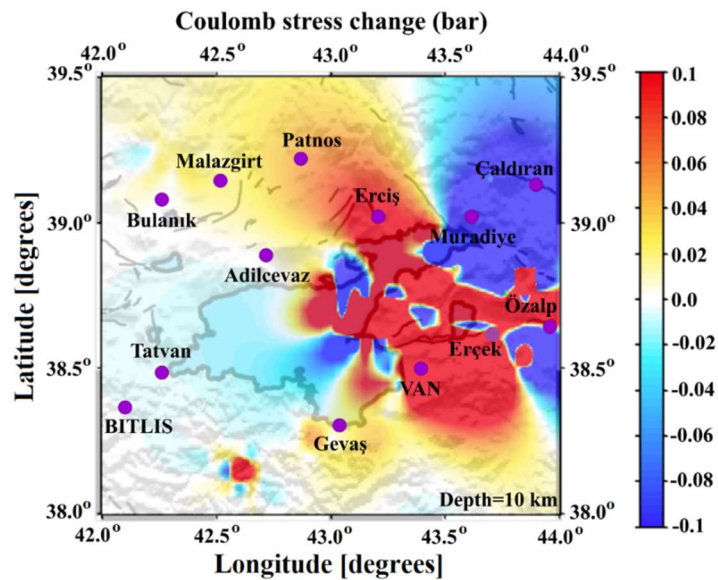 Coulomb stress change (bar)
42.0° 42.5° 43.0° 43.5° 44.0°
39.5° 39.5° 0.1
Patnos 0.08
Malazgirt Çaldıran 0.06
Erciş
Bulanık 39.0° Muradiye 39.0° 0.04
Adilcevaz 0.02
Özalp 0.0
Tatvan Erçek -0.02
38.5° 38.5°
VAN -0.04
BITLIS
Gevaş -0.06
-0.08
38.0° Depth=10 km 38.0° -0.1
42.0° 42.5° 43.0° 43.5° 44.0°
Longitude [degrees]
Latitude [degrees]